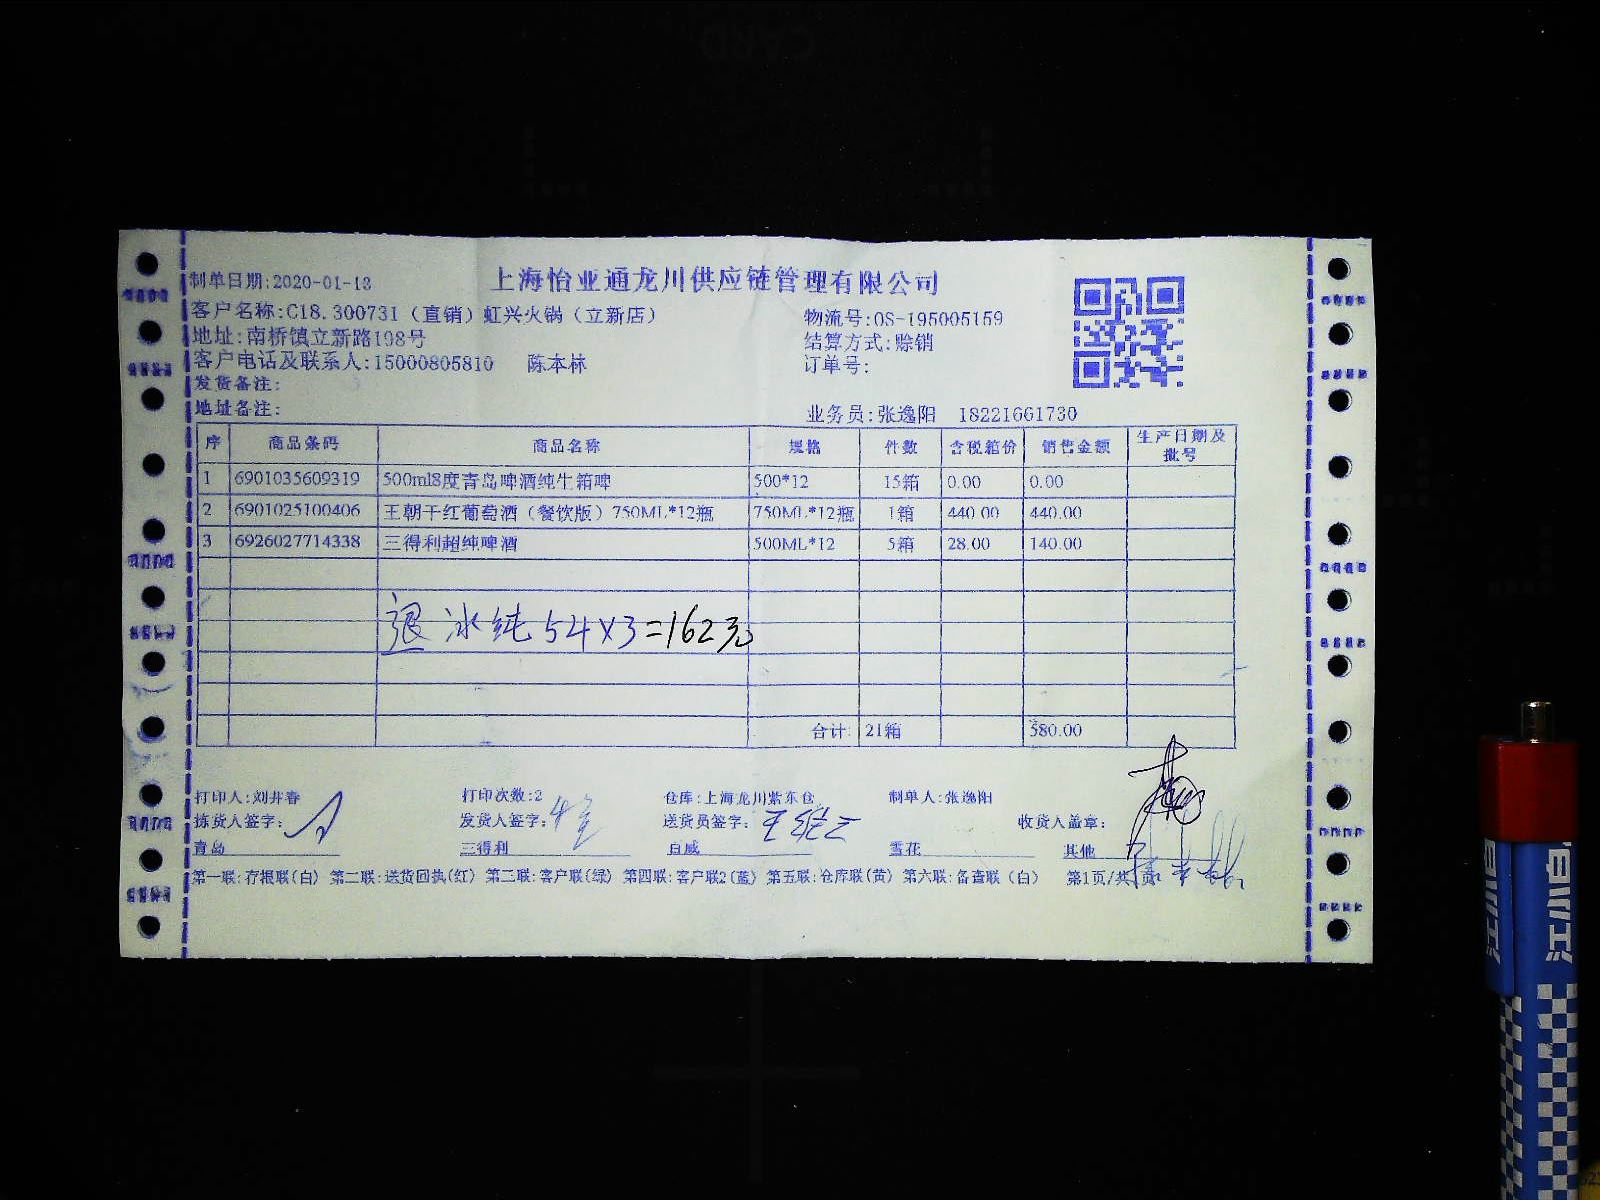 上海怡亚通龙川供应链管理有限公司
制单日期:2020-01-13
客户名称:C18.300731（直销）虹兴火锅（立新店） 物流号:OS-195005159
地址:南桥镇立新路198号 结算方式:赊销
客户电话及联系人:15000805810 陈本林 订单号:
发货备注:
地址备注: 业务员:张逸阳 18221661730
序 商品条码 商品名称 规格 件数 含税箱价 销售金额 生产日期及批号
1 6901035609319 500ml8度青岛啤酒纯生箱啤 500*12 15箱 0.00 0.00
2 6901025100406 王朝干红葡萄酒（餐饮版）750ML*12瓶 750ML*12瓶 1箱 440.00 440.00
3 6926027714338 三得利超纯啤酒 500ML*12 5箱 28.00 140.00
退 冰纯 54×3=162元
合计: 21箱 580.00
打印人:刘井春 打印次数:2 仓库:上海龙川紫东仓 制单人:张逸阳
拣货人签字: 发货人签字: 送货员签字: 收货人盖章:
青岛 三得利 百威 雪花 其他
第一联:存根联(白) 第二联:送货回执(红) 第三联:客户联(绿) 第四联:客户联2(蓝) 第五联:仓库联(黄) 第六联:备查联（白） 第1页/共 页
江小白
江小白